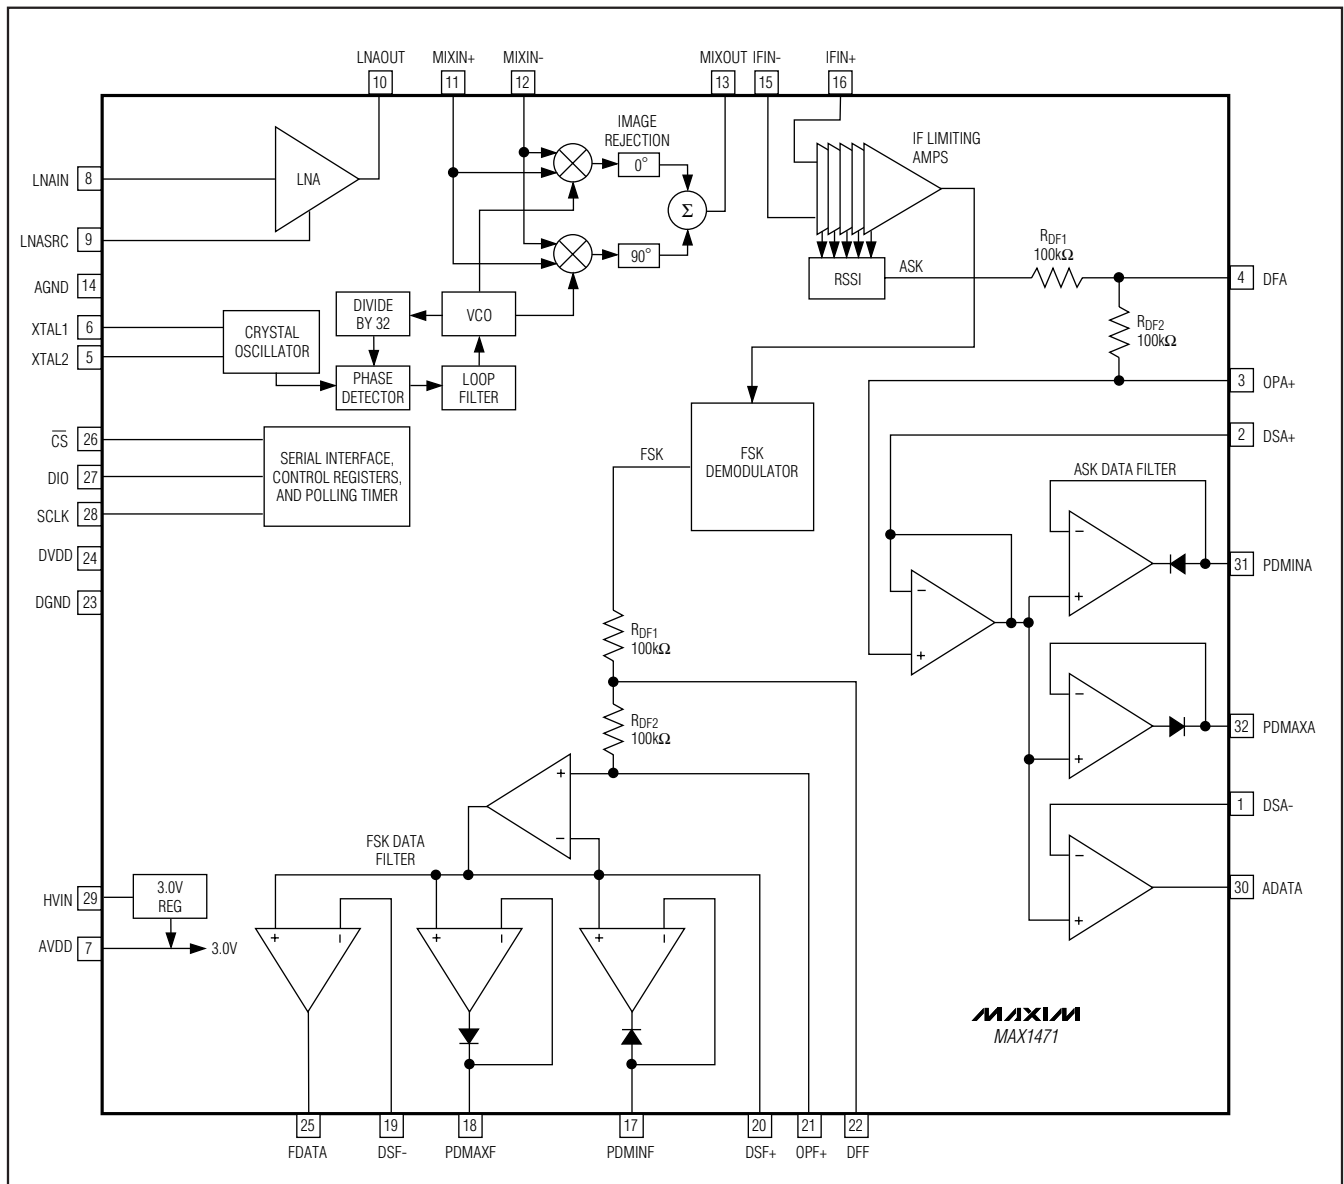 LNAOUT
10
MIXIN+
11
MIXIN-
12
MIXOUT
13
IFIN-
15
IFIN+
16
LNAIN 8
LNASRC 9
AGND 14
XTAL1 6
XTAL2 5
CS 26
DIO 27
SCLK 28
DVDD 24
DGND 23
HVIN 29
AVDD 7
LNA
IMAGE
REJECTION
0°
90°
Σ
DIVIDE
BY 32
VCO
CRYSTAL
OSCILLATOR
PHASE
DETECTOR
LOOP
FILTER
SERIAL INTERFACE,
CONTROL REGISTERS,
AND POLLING TIMER
IF LIMITING
AMPS
RSSI
ASK
RDF1
100kΩ
RDF2
100kΩ
FSK
DEMODULATOR
FSK
RDF1
100kΩ
RDF2
100kΩ
+
−
FSK DATA
FILTER
+
−
+
−
+
−
3.0V
REG
3.0V
ASK DATA FILTER
−
+
−
+
−
+
−
+
4 DFA
3 OPA+
2 DSA+
31 PDMINA
32 PDMAXA
1 DSA-
30 ADATA
MAXIM
MAX1471
25
FDATA
19
DSF-
18
PDMAXF
17
PDMINF
20
DSF+
21
OPF+
22
DFF